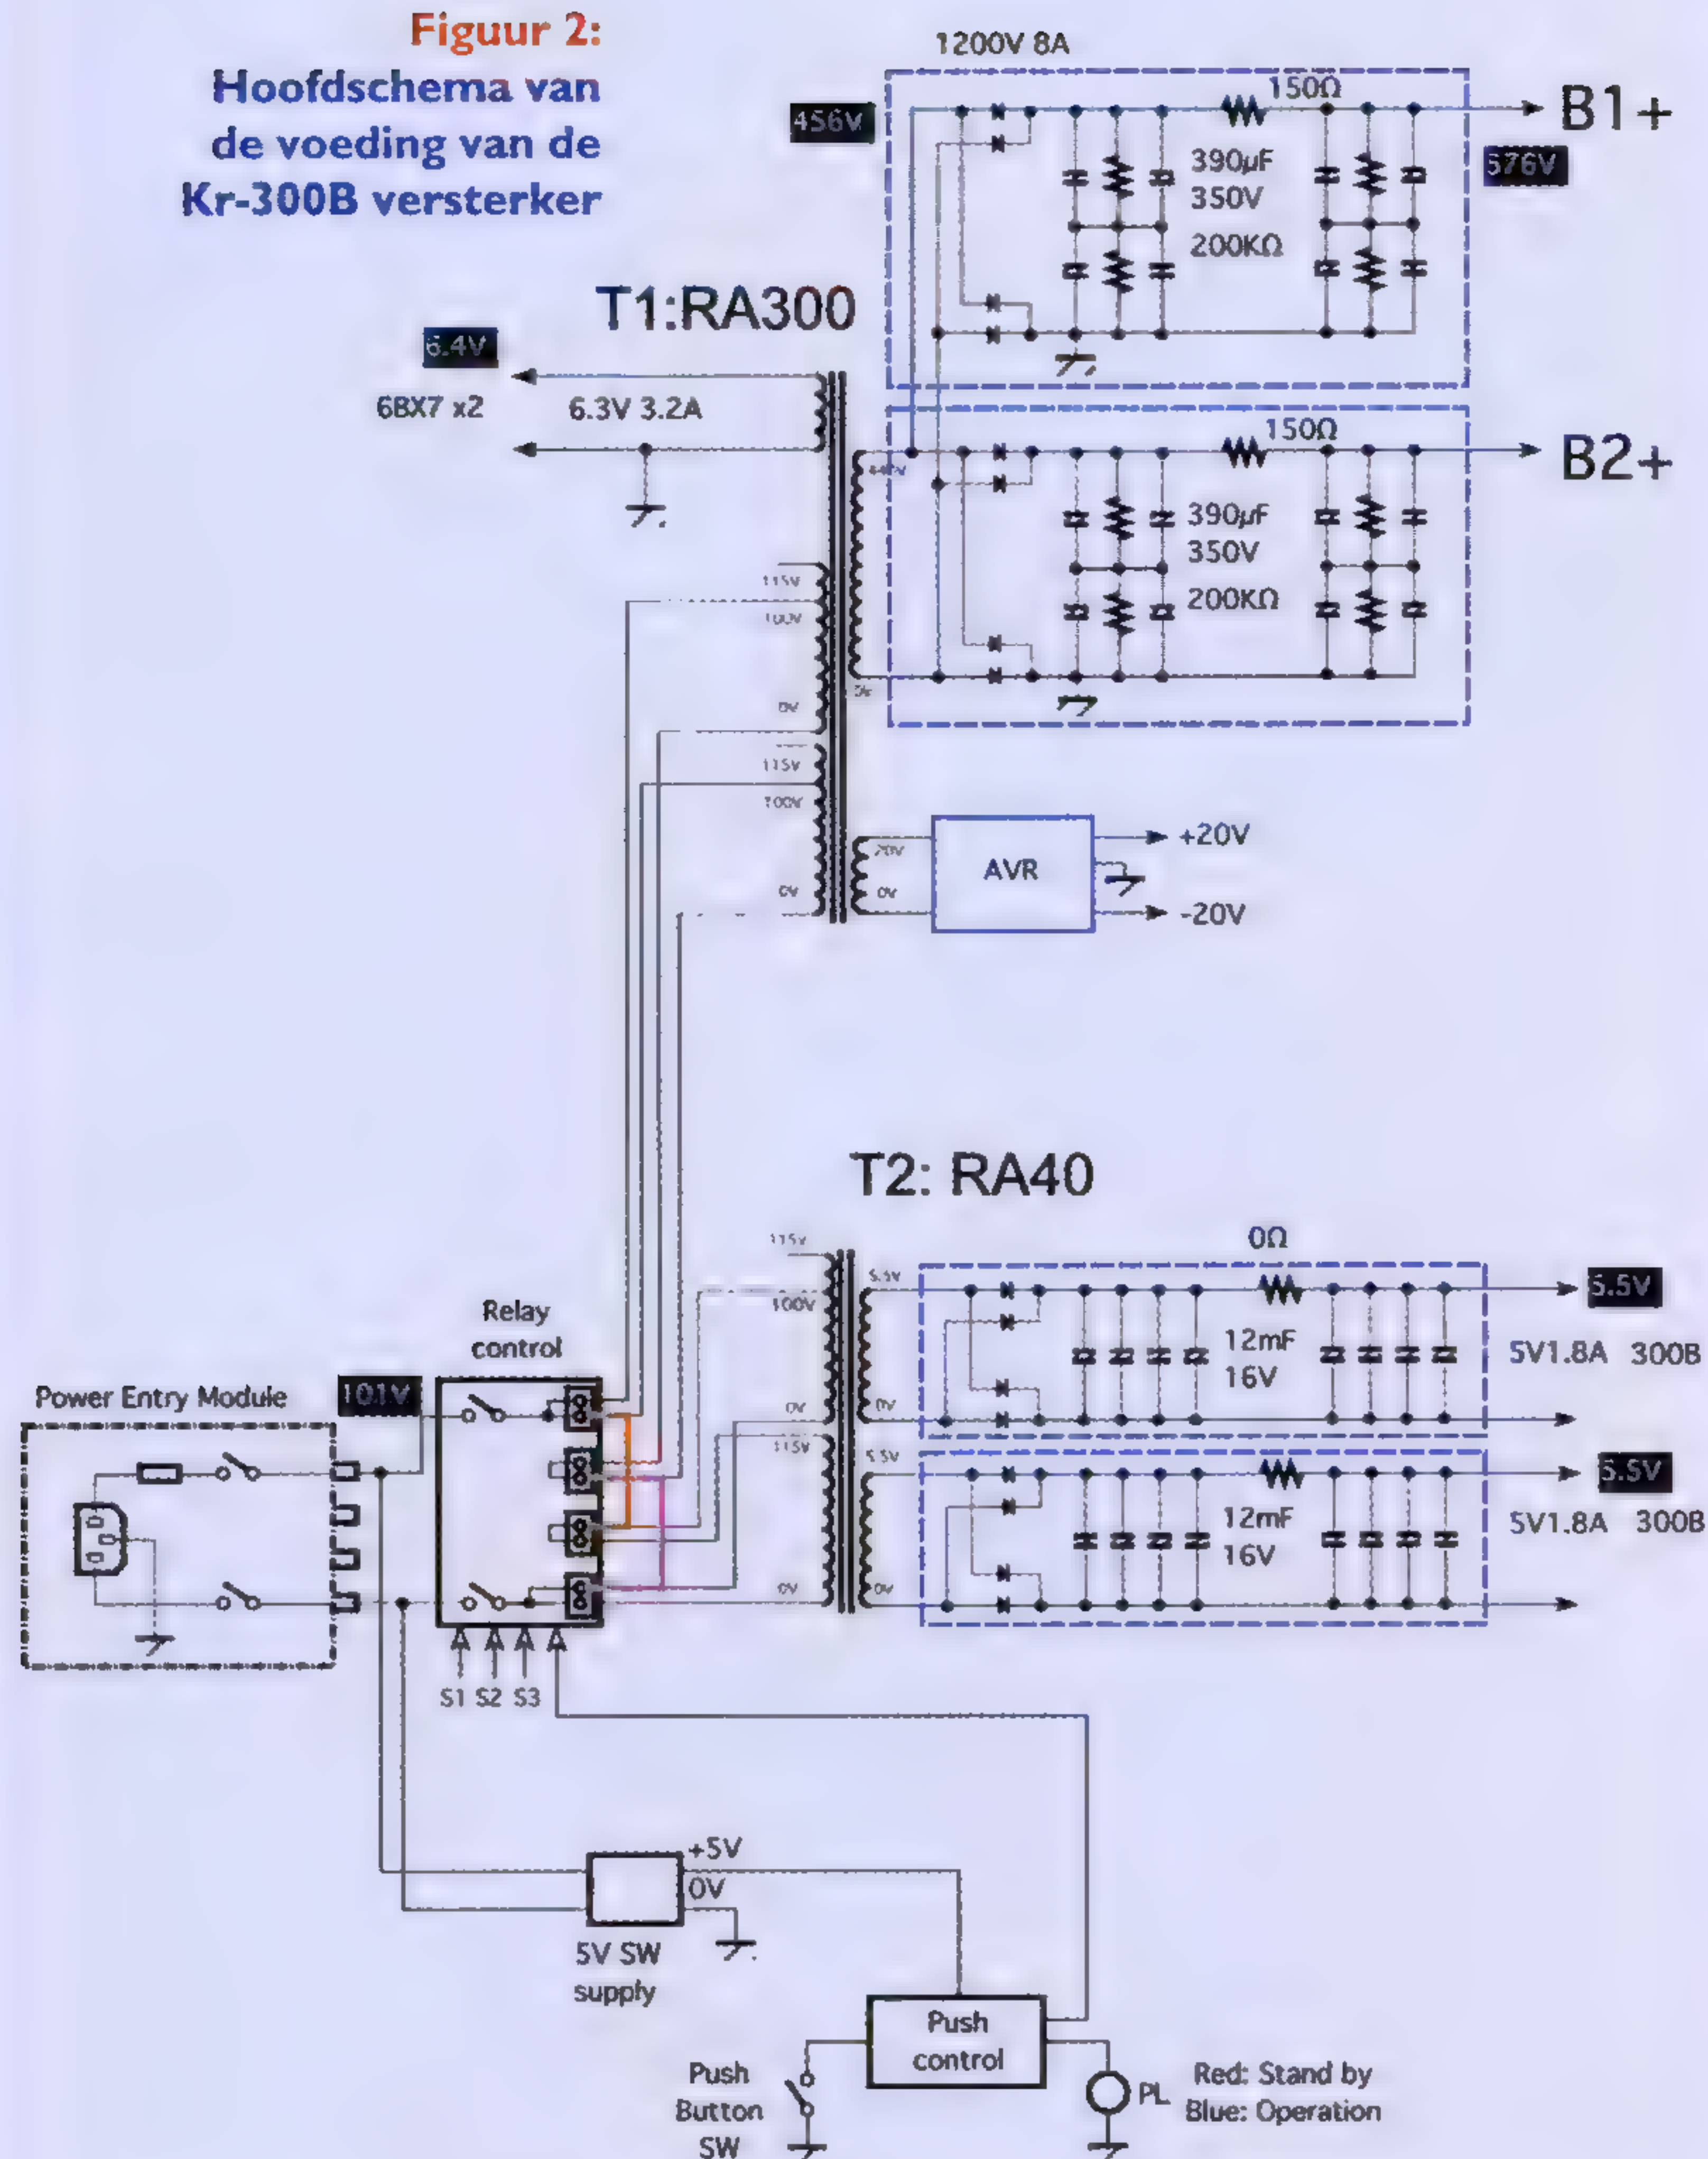 Figuur 2:
Hoofdschema van
de voeding van de
Kr-300B versterker
1200V 8A
456V
150Ω
B1+
576V
390µF
350V
200KΩ
T1:RA300
6.4V
6BX7 x2
6.3V 3.2A
150Ω
B2+
390µF
350V
200KΩ
115V
100V
0V
0V
115V
100V
0V
20V
0V
AVR
+20V
-20V
T2: RA40
0Ω
115V
100V
0V
115V
0V
5.5V
0V
5.5V
0V
12mF
16V
5.5V
5V1.8A 300B
12mF
16V
5.5V
5V1.8A 300B
Relay
control
Power Entry Module
101V
S1 S2 S3
+5V
0V
5V SW
supply
Push
control
Push
Button
SW
PL
Red: Stand by
Blue: Operation